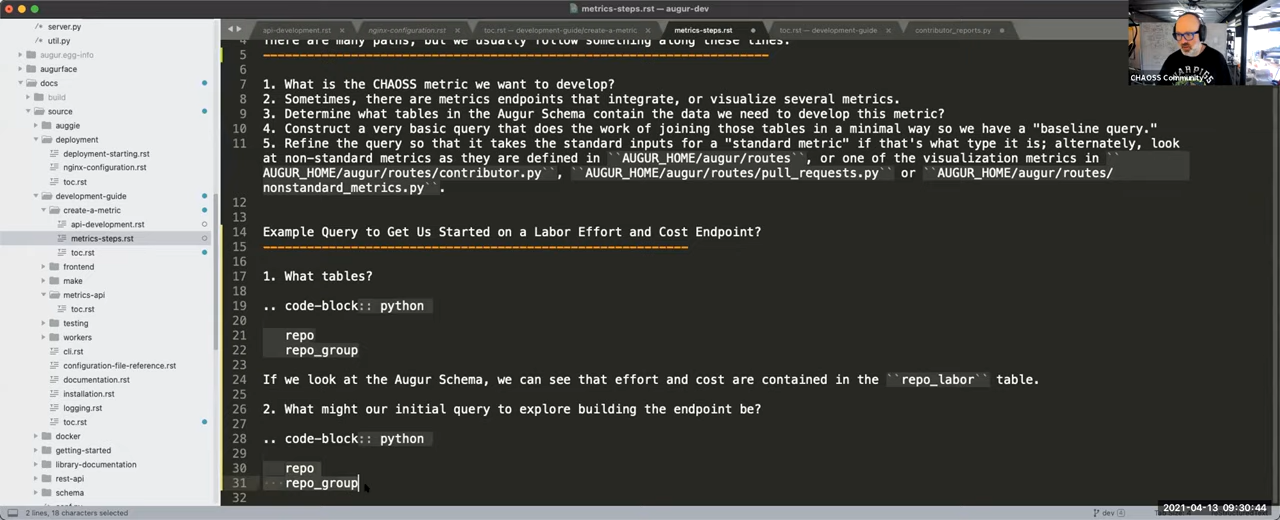 metrics-steps.rst — augur-dev
server.py
util.py
augur.egg-info
augurface
docs
build
source
auggie
deployment
deployment-starting.rst
nginx-configuration.rst
toc.rst
development-guide
create-a-metric
api-development.rst
metrics-steps.rst
toc.rst
frontend
make
metrics-api
toc.rst
testing
workers
cli.rst
configuration-file-reference.rst
documentation.rst
installation.rst
logging.rst
toc.rst
docker
getting-started
library-documentation
rest-api
schema
api-development.rst
nginx-configuration.rst
toc.rst — development-guide/create-a-metric
metrics-steps.rst
toc.rst — development-guide
contributor_reports.py
4 There are many paths, but we usually follow something along these lines.
5
6
7 1. What is the CHAOSS metric we want to develop?
8 2. Sometimes, there are metrics endpoints that integrate, or visualize several metrics.
9 3. Determine what tables in the Augur Schema contain the data we need to develop this metric?
10 4. Construct a very basic query that does the work of joining those tables in a minimal way so we have a "baseline query."
11 5. Refine the query so that it takes the standard inputs for a "standard metric" if that's what type it is; alternately, look
at non-standard metrics as they are defined in ``AUGUR_HOME/augur/routes``, or one of the visualization metrics in ``
AUGUR_HOME/augur/routes/contributor.py``, ``AUGUR_HOME/augur/routes/pull_requests.py`` or ``AUGUR_HOME/augur/routes/
nonstandard_metrics.py``.
12
13
14 Example Query to Get Us Started on a Labor Effort and Cost Endpoint?
15
16
17 1. What tables?
18
19 .. code-block:: python
20
21 repo
22 repo_group
23
24 If we look at the Augur Schema, we can see that effort and cost are contained in the ``repo_labor`` table.
25
26 2. What might our initial query to explore building the endpoint be?
27
28 .. code-block:: python
29
30 repo
31 repo_group
32
2 lines, 18 characters selected
dev
4
CHAOSS Community
2021-04-13 09:30:44